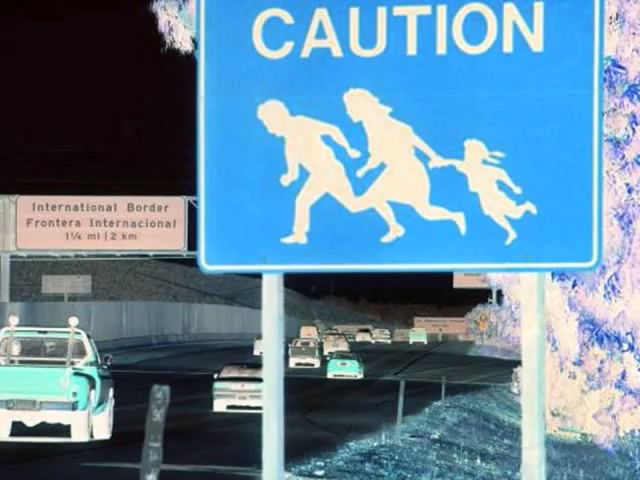 CAUTION
International Border
Frontera Internacional
1¼ mi | 2 km